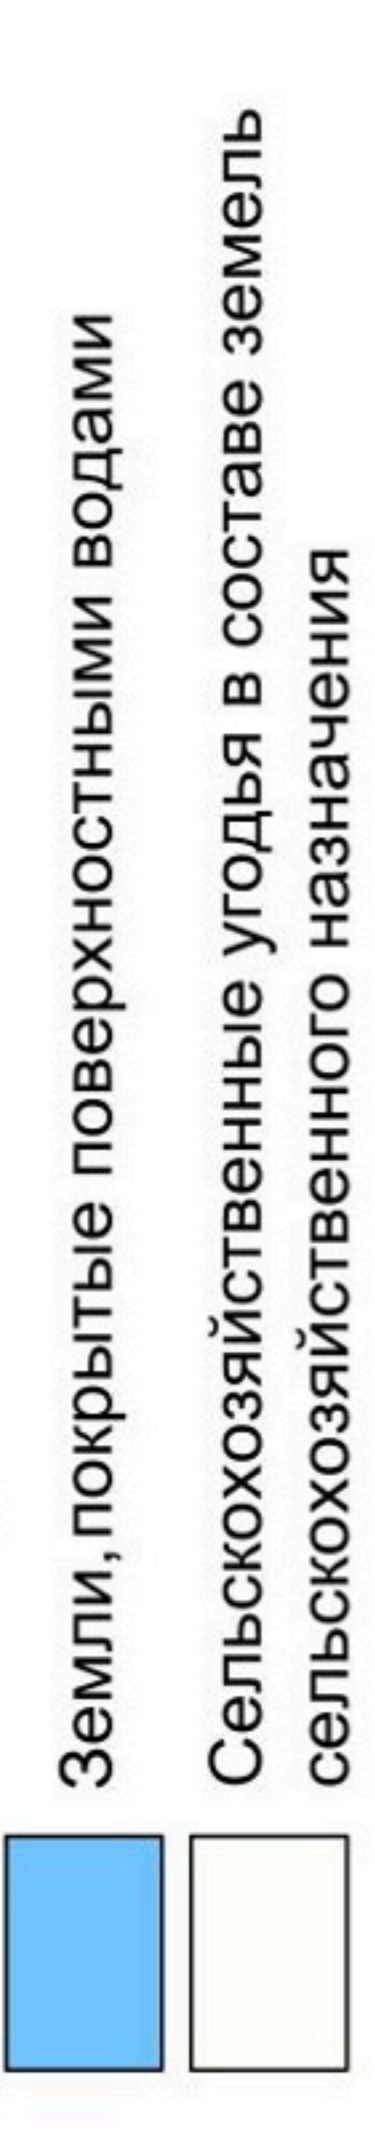 Земли, покрытые поверхностными водами
Сельскохозяйственные угодья в составе земель
сельскохозяйственного назначения